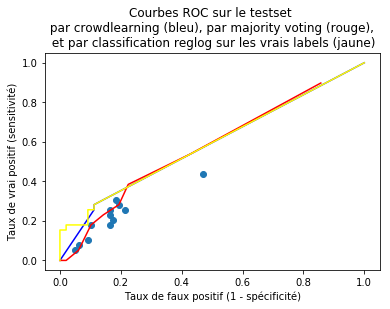 Courbes ROC sur le testset
par crowdlearning (bleu), par majority voting (rouge),
et par classification reglog sur les vrais labels (jaune)
1.0
0.8
0.6
0.4
0.2
0.0
Taux de vrai positif (sensitivité)
0.0 0.2 0.4 0.6 0.8 1.0
Taux de faux positif (1 - spécificité)